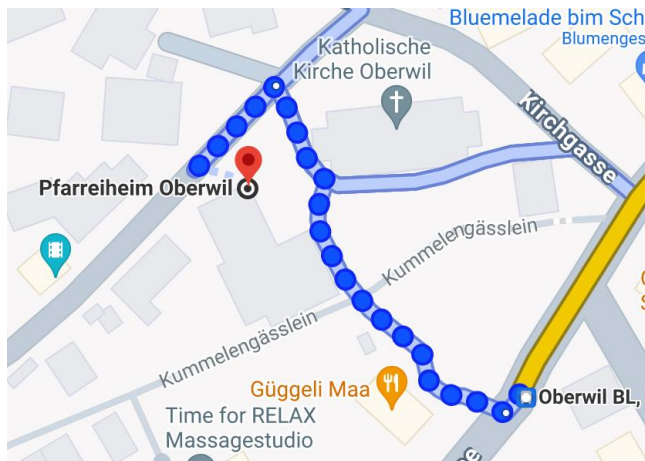 Bluemelade bim Sch
Blumenges
Katholische
Kirche Oberwil
Kirchgasse
Pfarreiheim Oberwil
Kummelengässlein
Kummelengässlein
Güggeli Maa
Oberwil BL,
Time for RELAX
Massagestudio